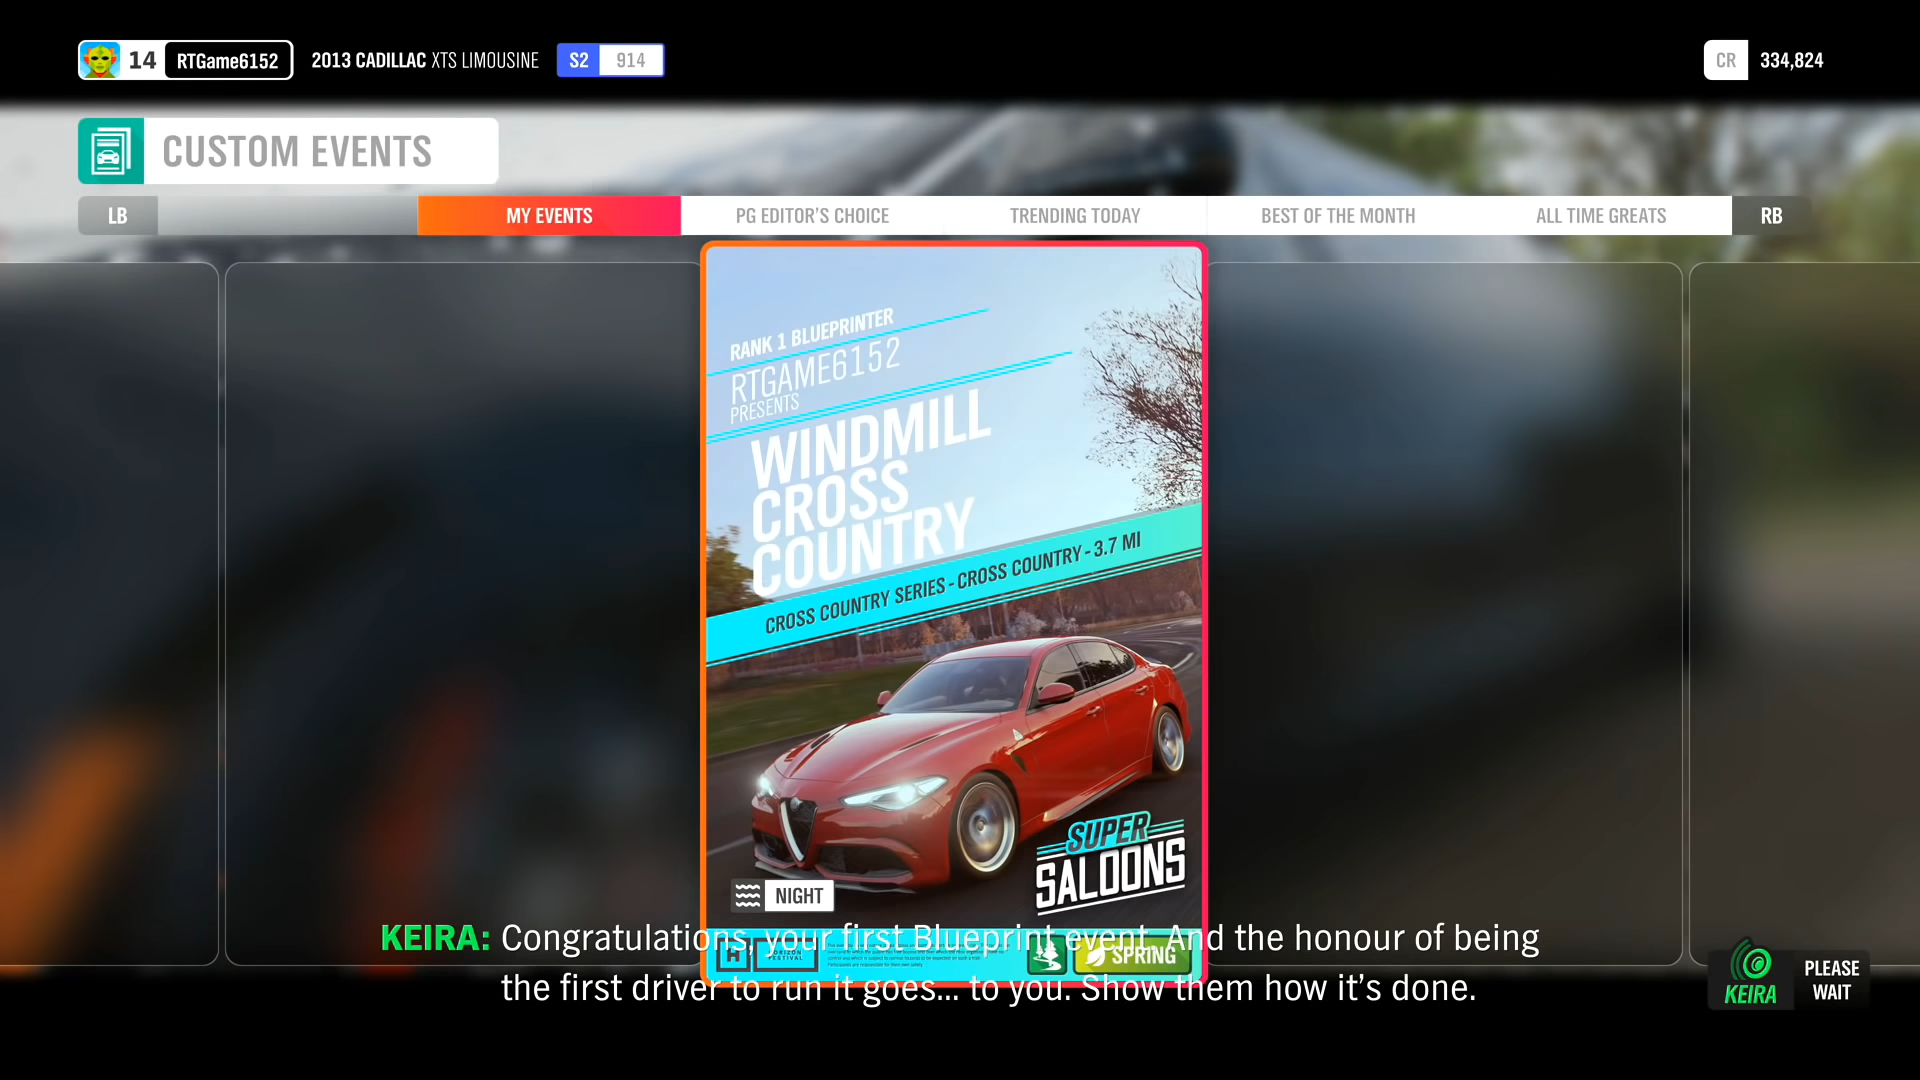 14 RTGame6152 2013 CADILLAC XTS LIMOUSINE S2 914 CR 334,824
CUSTOM EVENTS
LB MY EVENTS PG EDITOR'S CHOICE TRENDING TODAY BEST OF THE MONTH ALL TIME GREATS RB
RANK 1 BLUEPRINTER
RTGAME6152
PRESENTS
WINDMILL
CROSS
COUNTRY
CROSS COUNTRY SERIES - CROSS COUNTRY - 3.7 MI
SUPER
SALOONS
NIGHT
H
FESTIVAL
SPRING
KEIRA: Congratulations, your first Blueprint event. And the honour of being
the first driver to run it goes... to you. Show them how it's done.
KEIRA
PLEASE
WAIT